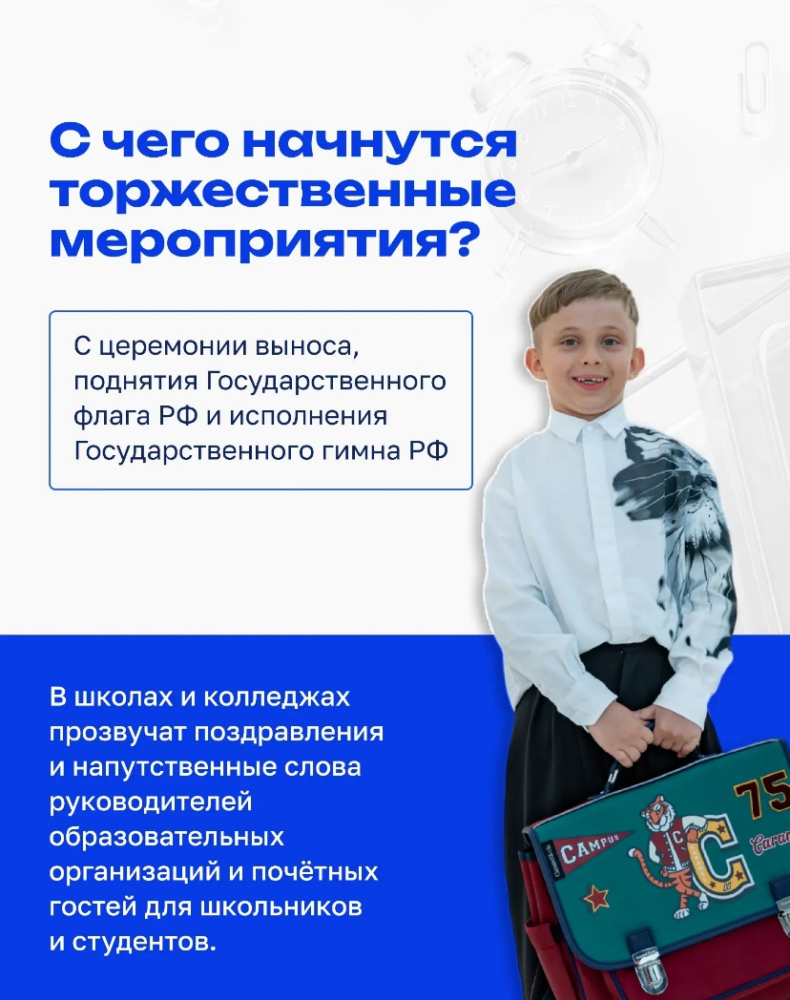 С чего начнутся
торжественные
мероприятия?
С церемонии выноса,
поднятия Государственного
флага РФ и исполнения
Государственного гимна РФ
В школах и колледжах
прозвучат поздравления
и напутственные слова
руководителей
образовательных
организаций и почётных
гостей для школьников
и студентов.
CAMPUS
C
C
75